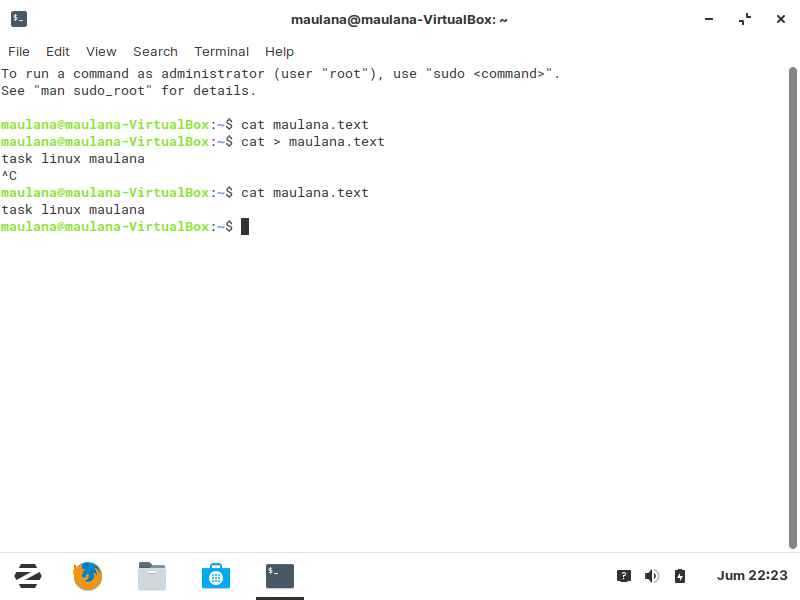 maulana@maulana-VirtualBox: ~
File Edit View Search Terminal Help
To run a command as administrator (user "root"), use "sudo <command>".
See "man sudo_root" for details.
maulana@maulana-VirtualBox:~$ cat maulana.text
maulana@maulana-VirtualBox:~$ cat > maulana.text
task linux maulana
^C
maulana@maulana-VirtualBox:~$ cat maulana.text
task linux maulana
maulana@maulana-VirtualBox:~$
Jum 22:23